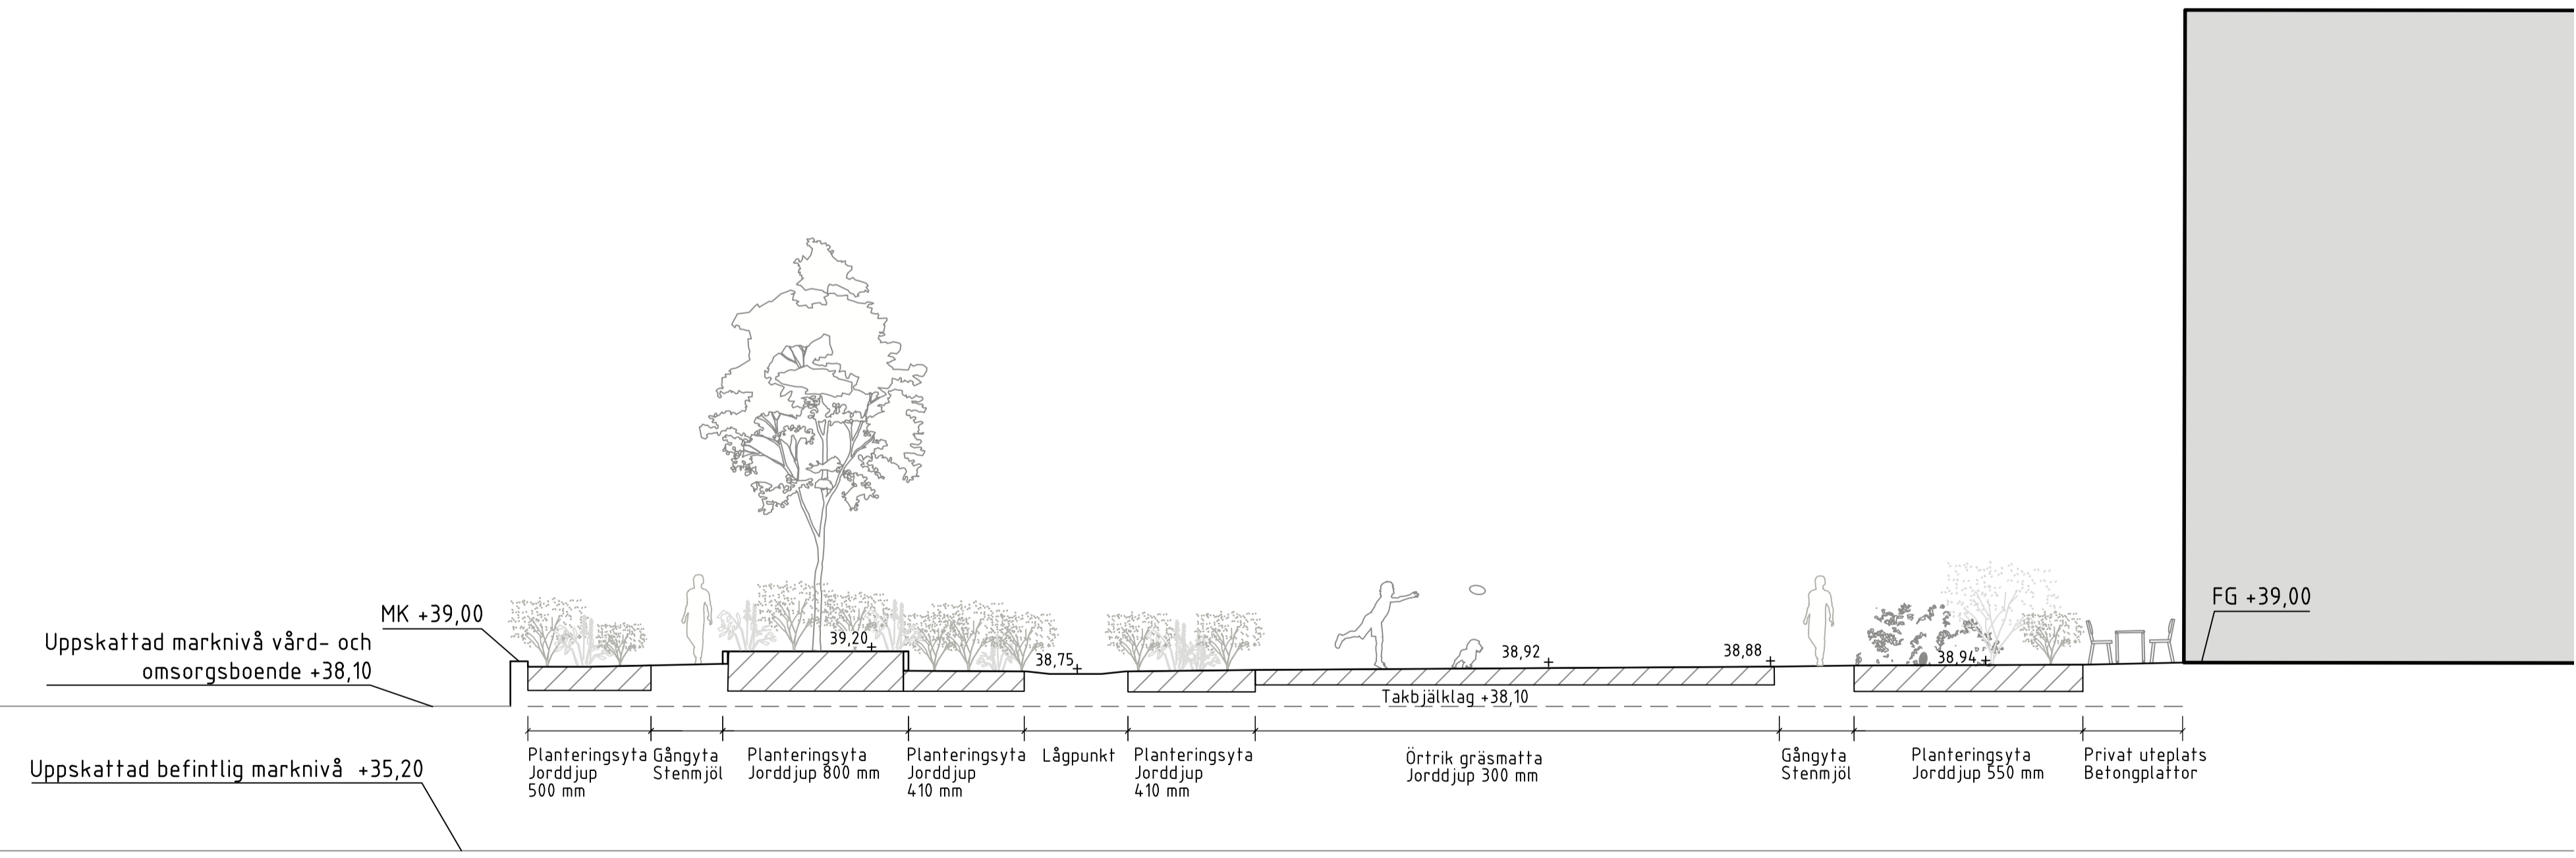 MK +39,00
Uppskattad marknivå vård- och
omsorgsboende +38,10
Uppskattad befintlig marknivå +35,20
39,20
38,75
38,92
38,88
38,94
FG +39,00
Takbjälklag +38,10
Planteringsyta
Jorddjup
500 mm
Gångyta
Stenmjöl
Planteringsyta
Jorddjup 800 mm
Planteringsyta
Jorddjup
410 mm
Lågpunkt
Planteringsyta
Jorddjup
410 mm
Örtrik gräsmatta
Jorddjup 300 mm
Gångyta
Stenmjöl
Planteringsyta
Jorddjup 550 mm
Privat uteplats
Betongplattor